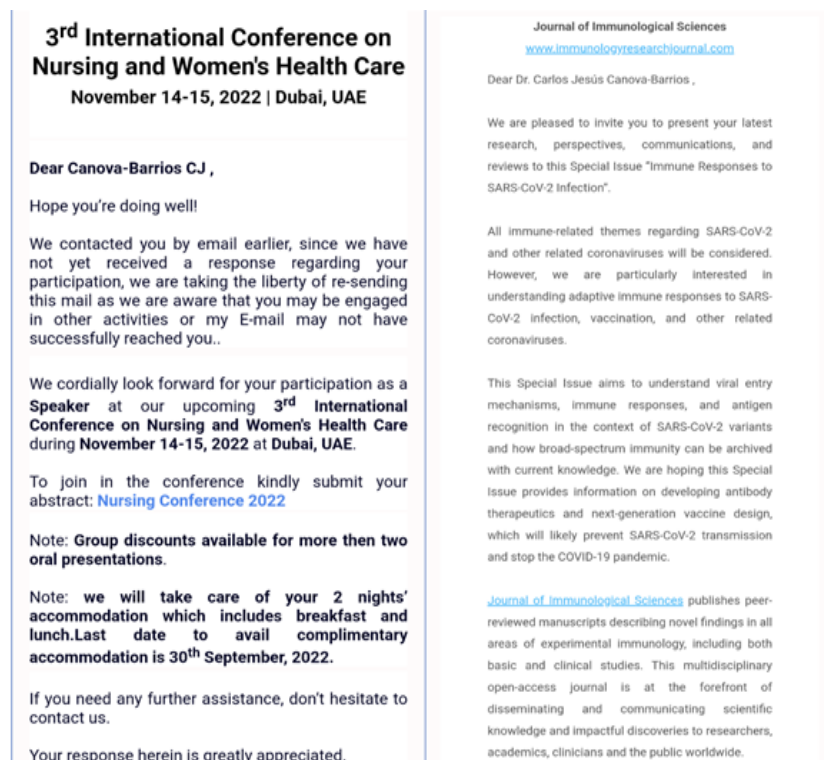 3rd International Conference on
Nursing and Women's Health Care
November 14-15, 2022 | Dubai, UAE
Dear Canova-Barrios CJ ,
Hope you're doing well!
We contacted you by email earlier, since we have
not yet received a response regarding your
participation, we are taking the liberty of re-sending
this mail as we are aware that you may be engaged
in other activities or my E-mail may not have
successfully reached you..
We cordially look forward for your participation as a
Speaker at our upcoming 3rd International
Conference on Nursing and Women's Health Care
during November 14-15, 2022 at Dubai, UAE.
To join in the conference kindly submit your
abstract: Nursing Conference 2022
Note: Group discounts available for more then two
oral presentations.
Note: we will take care of your 2 nights'
accommodation which includes breakfast and
lunch.Last date to avail complimentary
accommodation is 30th September, 2022.
If you need any further assistance, don't hesitate to
contact us.
Your response herein is greatly appreciated.
Journal of Immunological Sciences
www.immunologyresearchjournal.com
Dear Dr. Carlos Jesús Canova-Barrios ,
We are pleased to invite you to present your latest
research, perspectives, communications, and
reviews to this Special Issue "Immune Responses to
SARS-CoV-2 Infection".
All immune-related themes regarding SARS-CoV-2
and other related coronaviruses will be considered.
However, we are particularly interested in
understanding adaptive immune responses to SARS-
CoV-2 infection, vaccination, and other related
coronaviruses.
This Special Issue aims to understand viral entry
mechanisms, immune responses, and antigen
recognition in the context of SARS-CoV-2 variants
and how broad-spectrum immunity can be archived
with current knowledge. We are hoping this Special
Issue provides information on developing antibody
therapeutics and next-generation vaccine design,
which will likely prevent SARS-CoV-2 transmission
and stop the COVID-19 pandemic.
Journal of Immunological Sciences publishes peer-
reviewed manuscripts describing novel findings in all
areas of experimental immunology, including both
basic and clinical studies. This multidisciplinary
open-access journal is at the forefront of
disseminating and communicating scientific
knowledge and impactful discoveries to researchers,
academics, clinicians and the public worldwide.